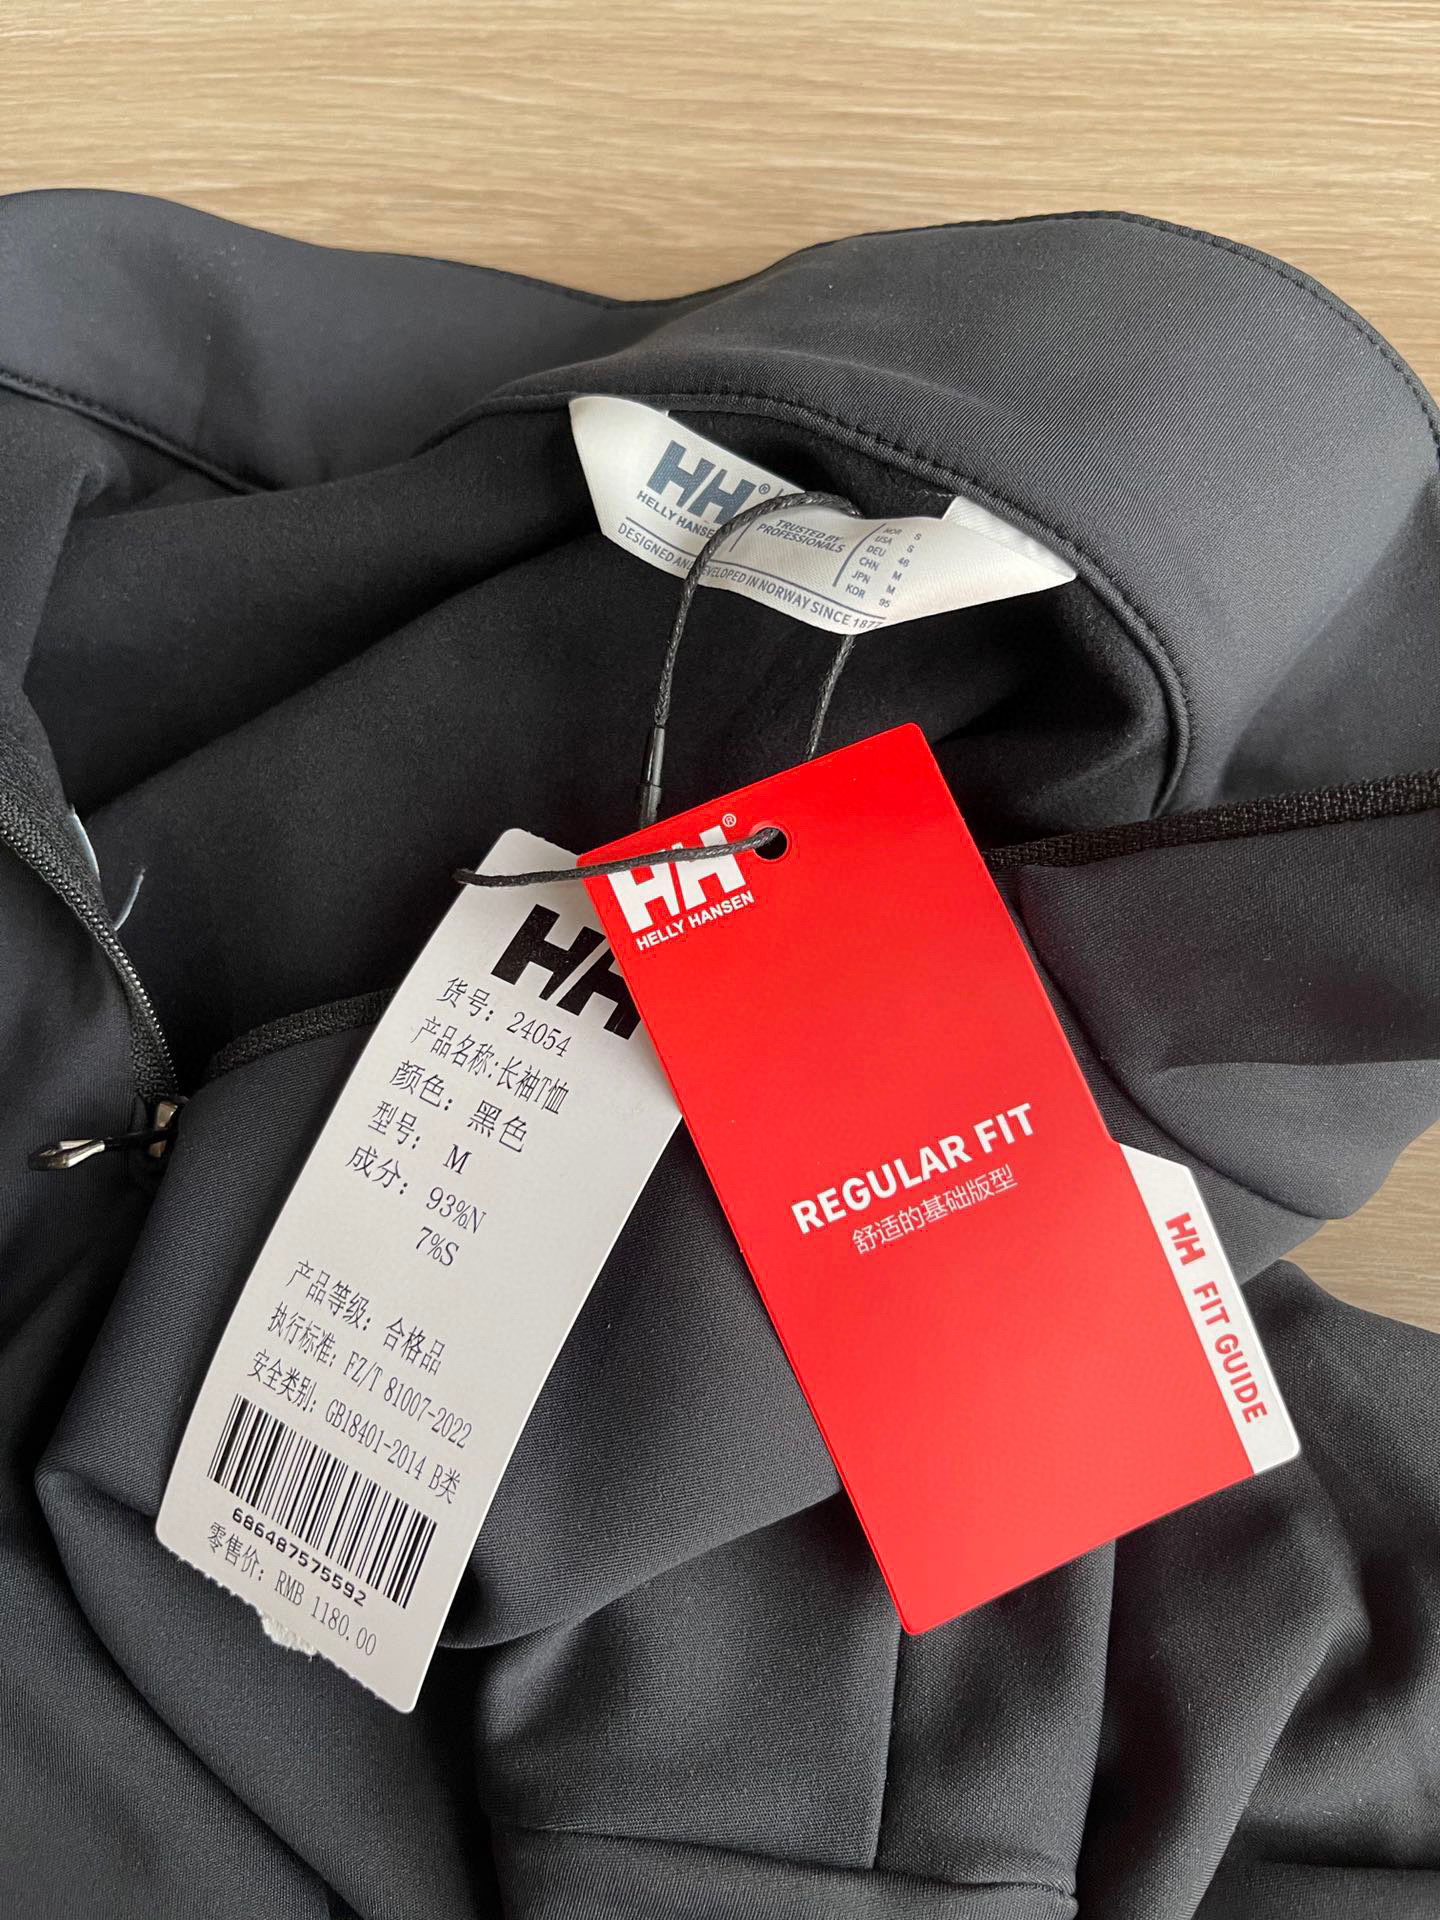 HH®
HELLY HANSEN
TRUSTED BY
PROFESSIONALS
DESIGNED AND DEVELOPED IN NORWAY SINCE 1877
NOR S
USA S
DEU 46
CHN M
JPN M
KOR 95
HH
货号: 24054
产品名称:长袖T恤
颜色: 黑色
型号: M
成分: 93%N
7%S
产品等级: 合格品
执行标准: FZ/T 81007-2022
安全类别: GB18401-2014 B类
686487575592
零售价: RMB 1180.00
HH®
HELLY HANSEN
REGULAR FIT
舒适的基础版型
HH FIT GUIDE